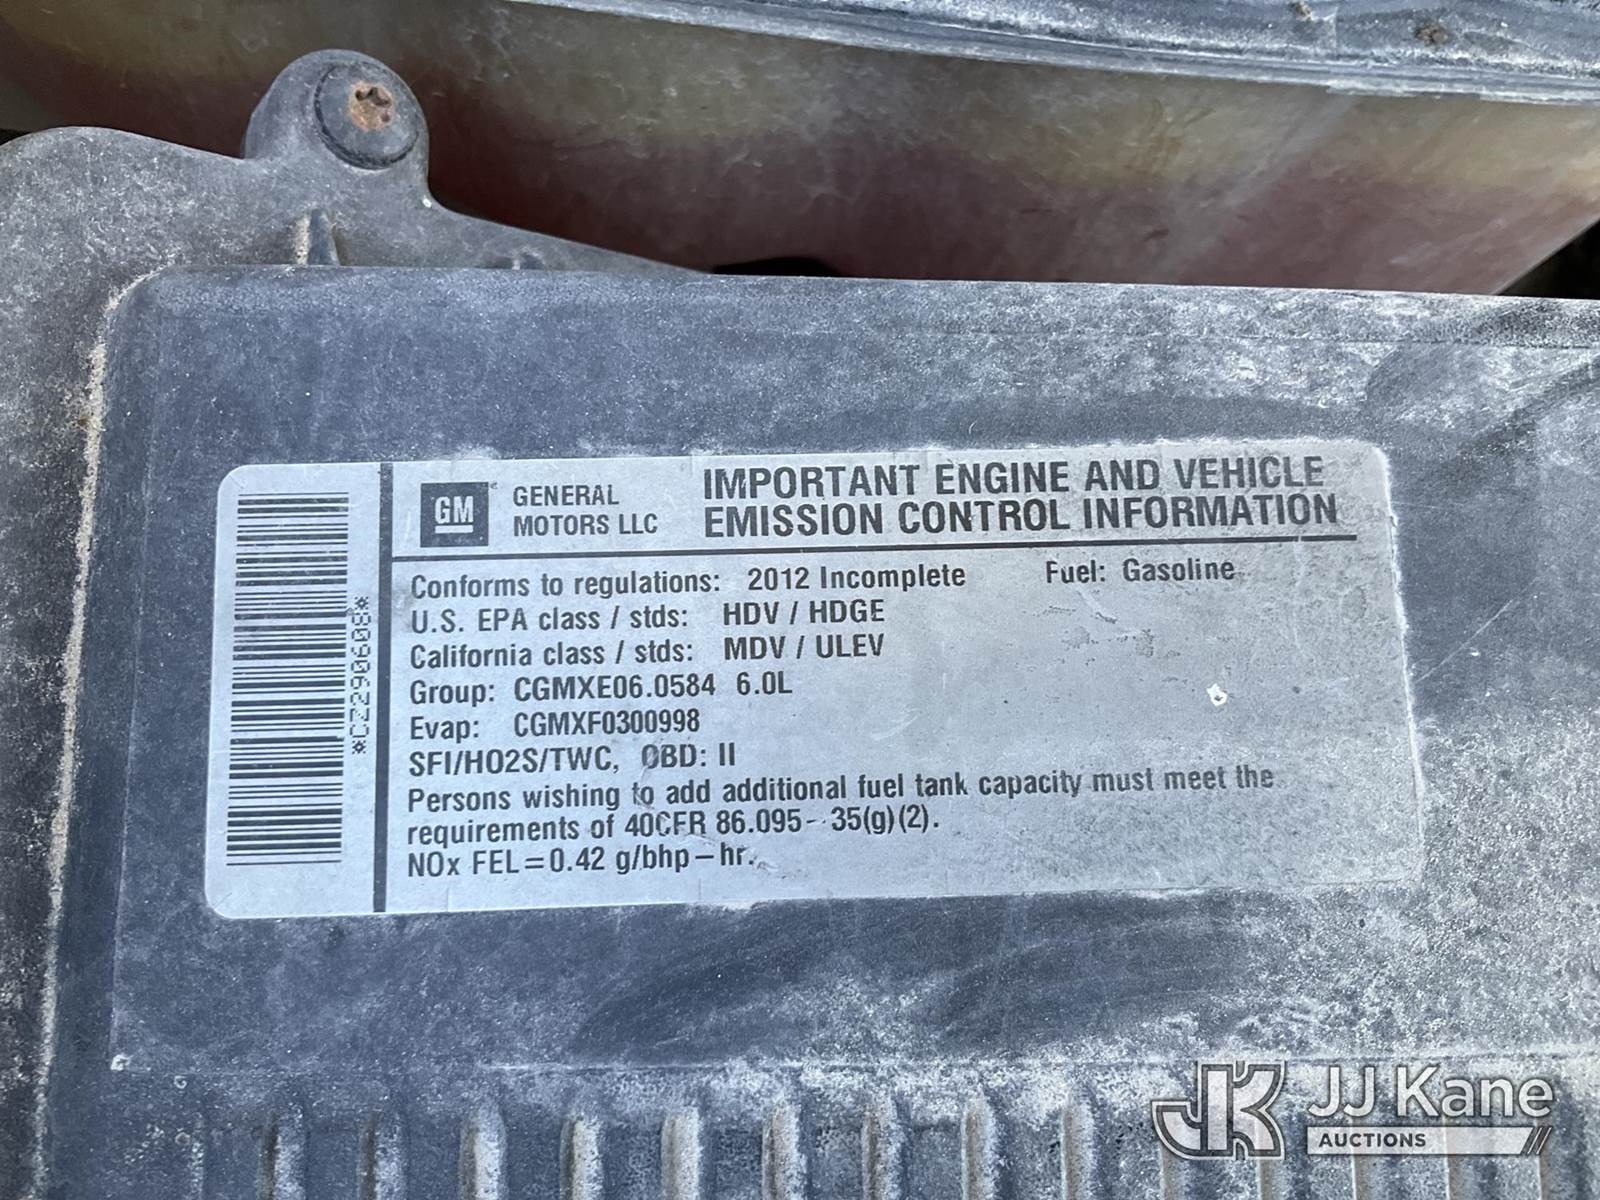 GM
GENERAL
MOTORS LLC
IMPORTANT ENGINE AND VEHICLE
EMISSION CONTROL INFORMATION
Conforms to regulations: 2012 Incomplete Fuel: Gasoline
U.S. EPA class / stds: HDV / HDGE
California class / stds: MDV / ULEV
Group: CGMXE06.0584 6.0L
Evap: CGMXF0300998
SFI/HO2S/TWC, OBD: II
Persons wishing to add additional fuel tank capacity must meet the
requirements of 40CFR 86.095-35(g)(2).
NOx FEL=0.42 g/bhp-hr.
*CZ290608*
JK
JJ Kane
AUCTIONS